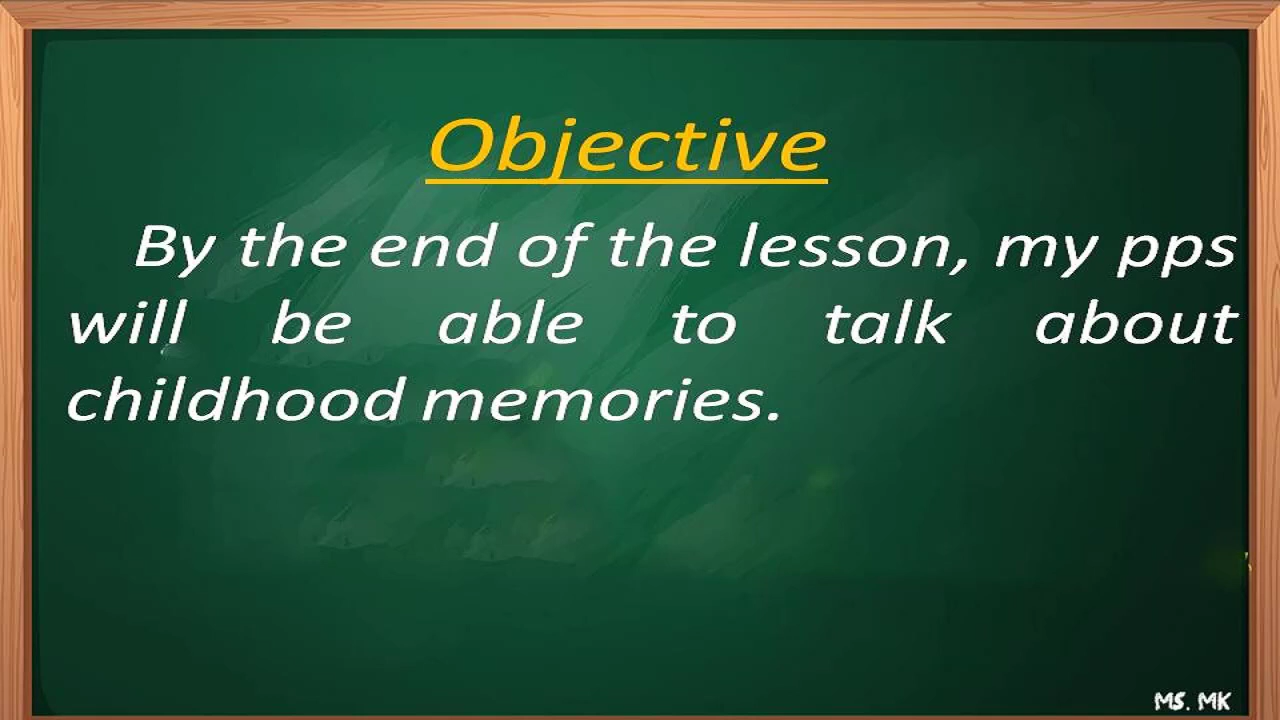 Objective
By the end of the lesson, my pps
will be able to talk about
childhood memories.
MS. MK